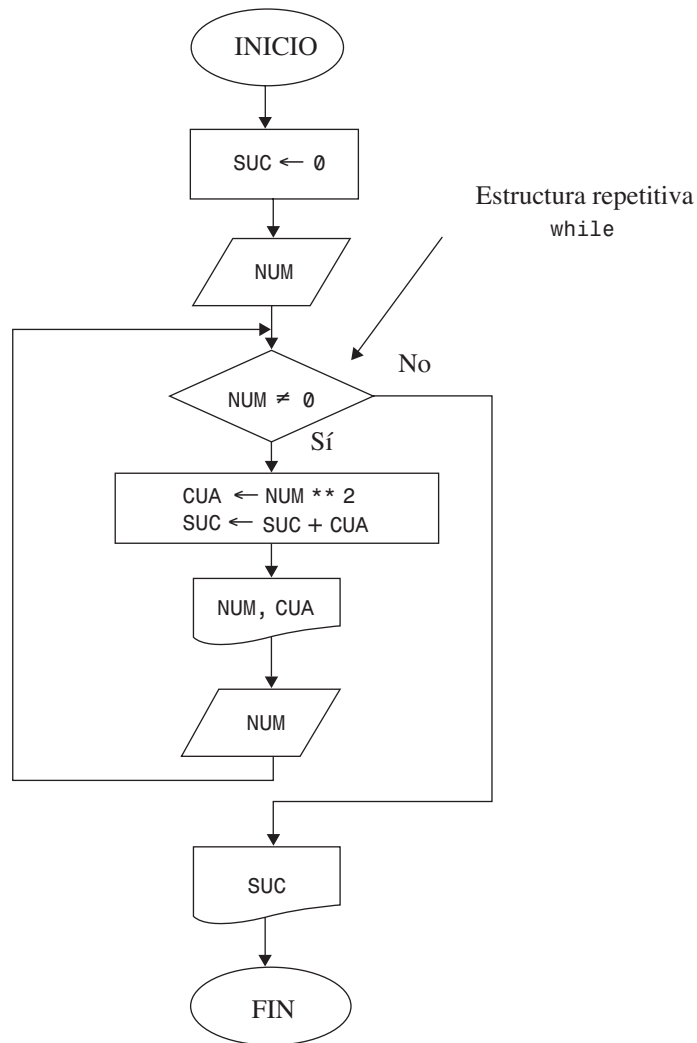 INICIO
SUC ← 0
Estructura repetitiva
while
NUM
No
NUM ≠ 0
Sí
CUA ← NUM ** 2
SUC ← SUC + CUA
NUM, CUA
NUM
SUC
FIN